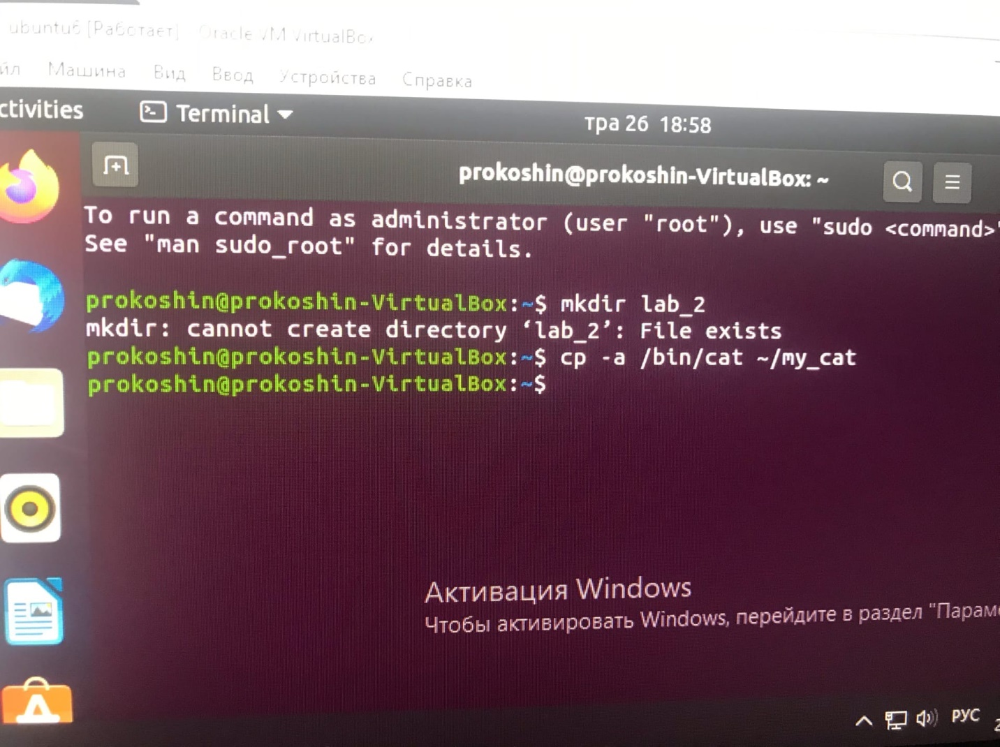 ubuntu6 [Работает] Oracle VM VirtualBox
йл Машина Вид Ввод Устройства Справка
ctivities Terminal тра 26 18:58
prokoshin@prokoshin-VirtualBox: ~
To run a command as administrator (user "root"), use "sudo <command>"
See "man sudo_root" for details.
prokoshin@prokoshin-VirtualBox:~$ mkdir lab_2
mkdir: cannot create directory ‘lab_2’: File exists
prokoshin@prokoshin-VirtualBox:~$ cp -a /bin/cat ~/my_cat
prokoshin@prokoshin-VirtualBox:~$
Активация Windows
Чтобы активировать Windows, перейдите в раздел "Параме
РУС